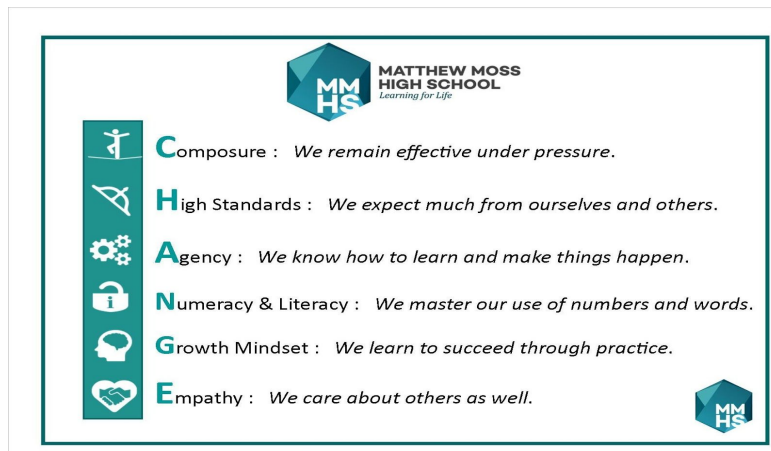 MMHS
MATTHEW MOSS
HIGH SCHOOL
Learning for Life
Composure : We remain effective under pressure.
High Standards : We expect much from ourselves and others.
Agency : We know how to learn and make things happen.
Numeracy & Literacy : We master our use of numbers and words.
Growth Mindset : We learn to succeed through practice.
Empathy : We care about others as well.
MM
HS